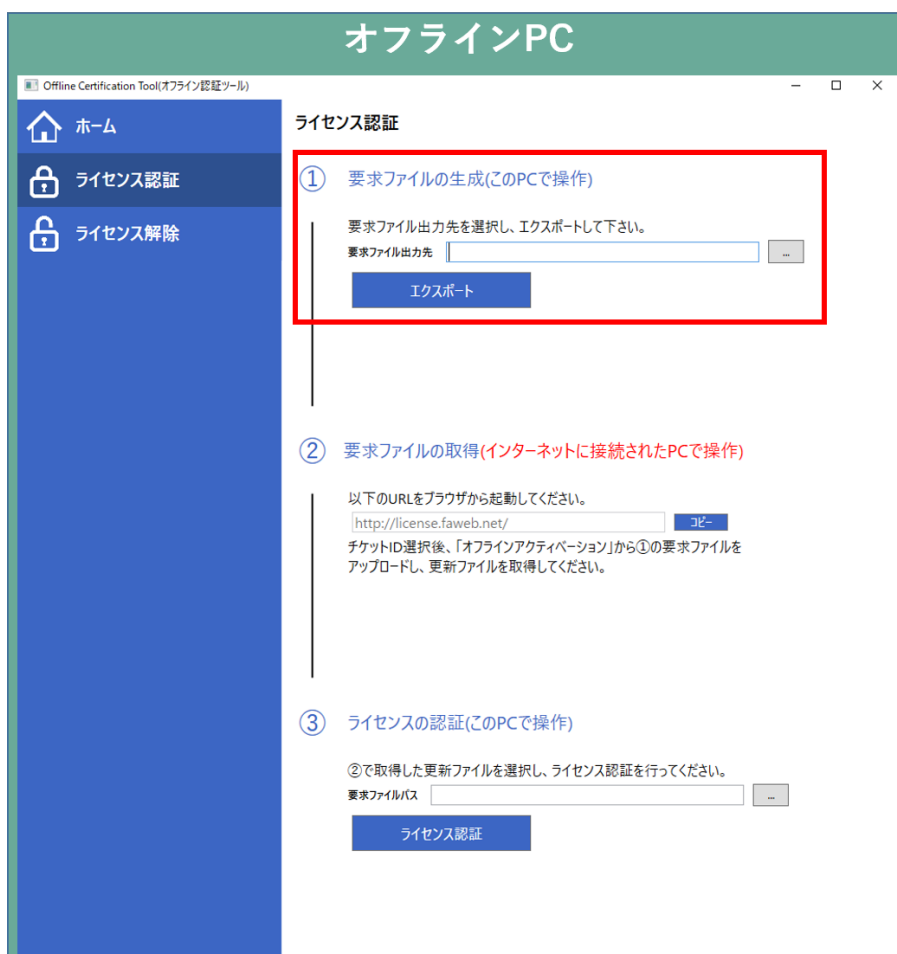 オフラインPC
Offline Certification Tool(オフライン認証ツール)
ホーム
ライセンス認証
ライセンス解除
ライセンス認証
① 要求ファイルの生成(このPCで操作)
要求ファイル出力先を選択し、エクスポートして下さい。
要求ファイル出力先 ...
エクスポート
② 要求ファイルの取得(インターネットに接続されたPCで操作)
以下のURLをブラウザから起動してください。
http://license.faweb.net/ コピー
チケットID選択後、「オフラインアクティベーション」から①の要求ファイルを
アップロードし、更新ファイルを取得してください。
③ ライセンスの認証(このPCで操作)
②で取得した更新ファイルを選択し、ライセンス認証を行ってください。
要求ファイルパス ...
ライセンス認証